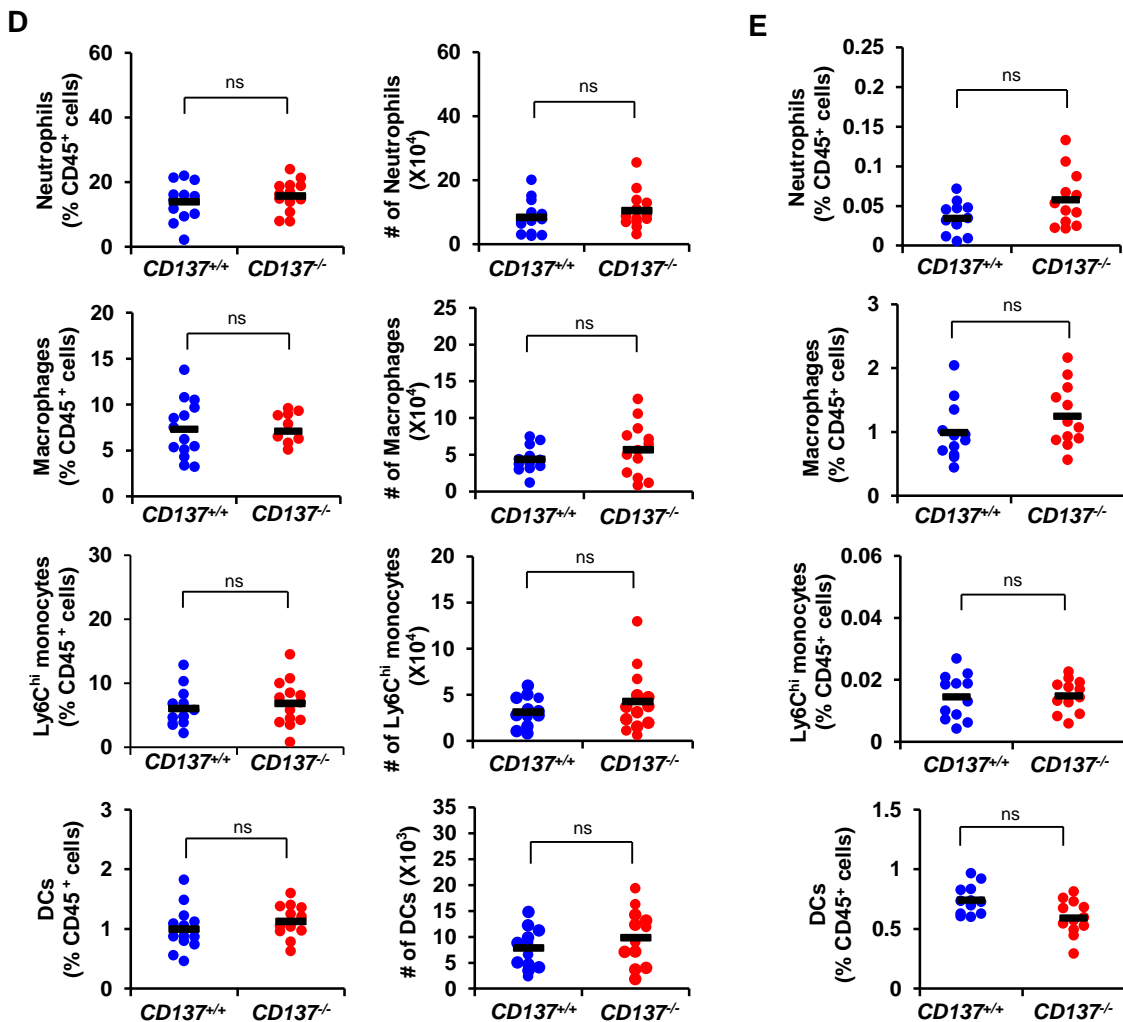 D
E
Neutrophils
(% CD45+ cells)
60
40
20
0
ns
CD137+/+
CD137-/-
# of Neutrophils
(X10⁴)
60
40
20
0
ns
CD137+/+
CD137-/-
Neutrophils
(% CD45+ cells)
0.25
0.2
0.15
0.1
0.05
0
ns
CD137+/+
CD137-/-
Macrophages
(% CD45+ cells)
20
15
10
5
0
ns
CD137+/+
CD137-/-
# of Macrophages
(X10⁴)
25
20
15
10
5
0
ns
CD137+/+
CD137-/-
Macrophages
(% CD45+ cells)
3
2
1
0
ns
CD137+/+
CD137-/-
Ly6Chi monocytes
(% CD45+ cells)
30
20
10
0
ns
CD137+/+
CD137-/-
# of Ly6Chi monocytes
(X10⁴)
20
15
10
5
0
ns
CD137+/+
CD137-/-
Ly6Chi monocytes
(% CD45+ cells)
0.06
0.04
0.02
0
ns
CD137+/+
CD137-/-
DCs
(% CD45+ cells)
3
2
1
0
ns
CD137+/+
CD137-/-
# of DCs (X10³)
35
30
25
20
15
10
5
0
ns
CD137+/+
CD137-/-
DCs
(% CD45+ cells)
1.5
1
0.5
0
ns
CD137+/+
CD137-/-